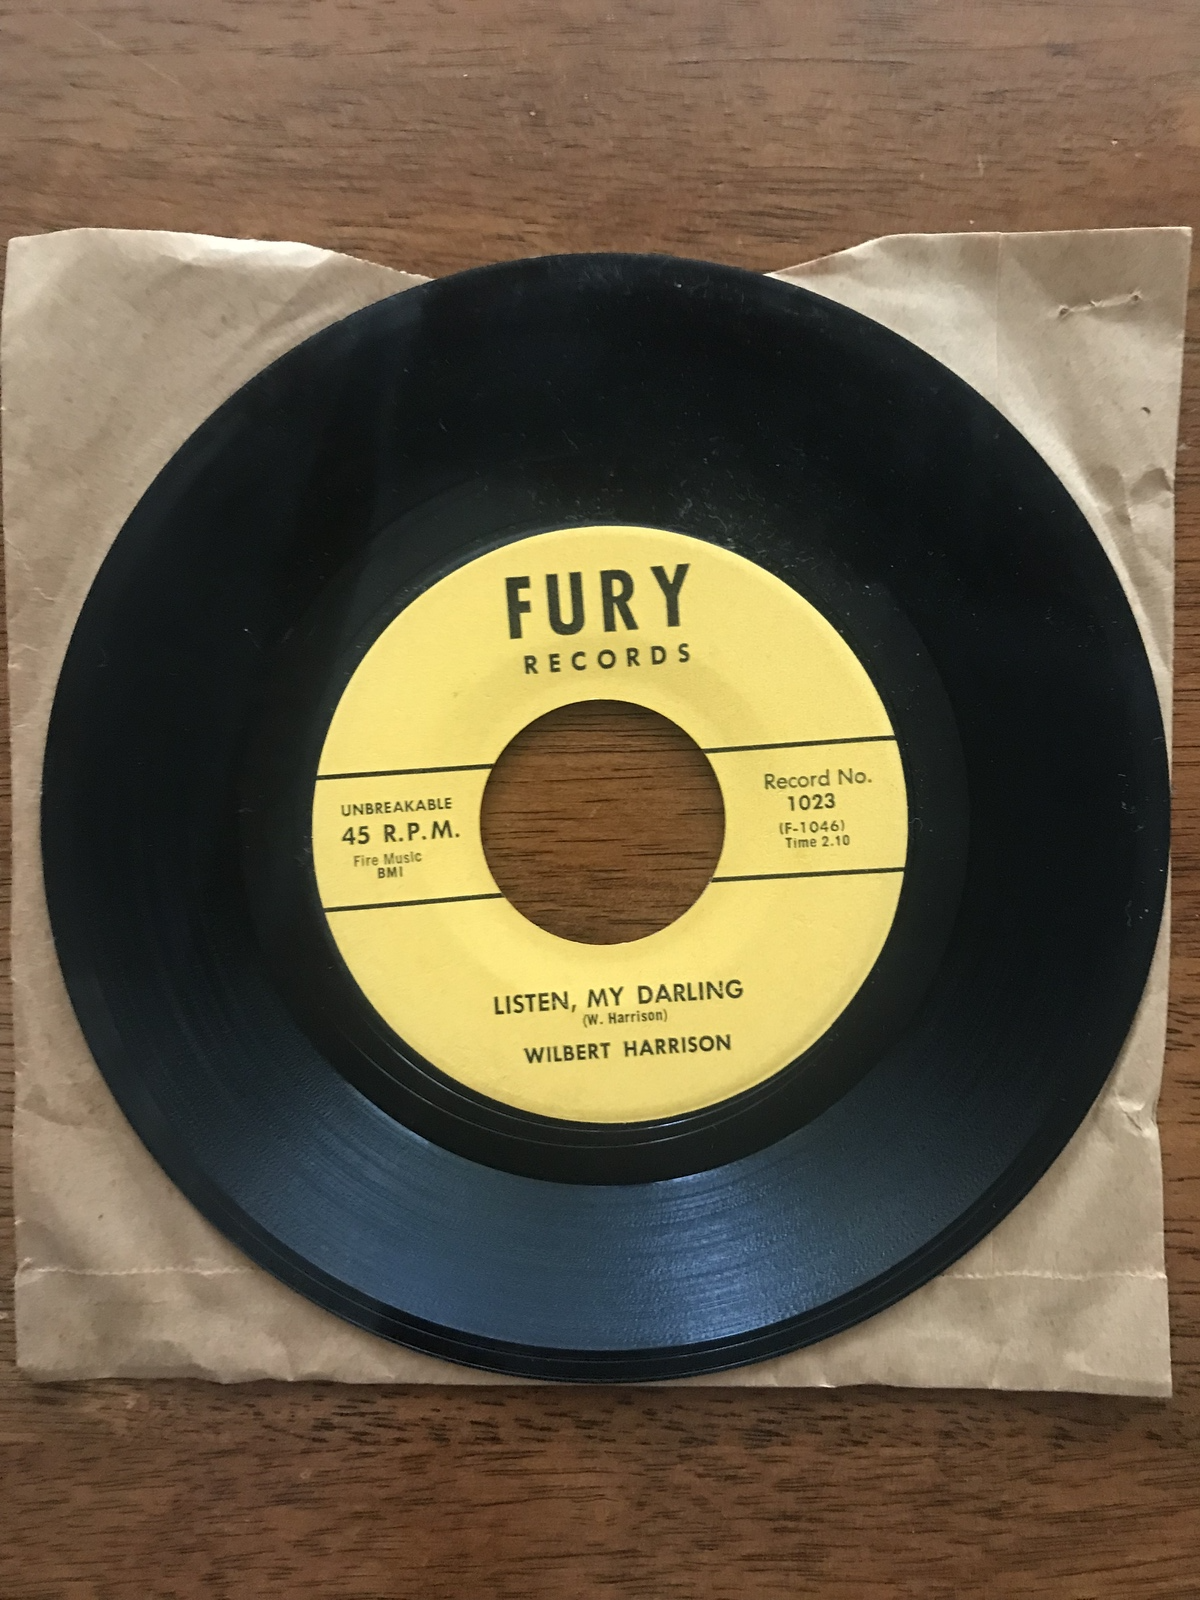 FURY
RECORDS
UNBREAKABLE
45 R.P.M.
Fire Music
BMI
Record No.
1023
(F-1046)
Time 2.10
LISTEN, MY DARLING
(W. Harrison)
WILBERT HARRISON